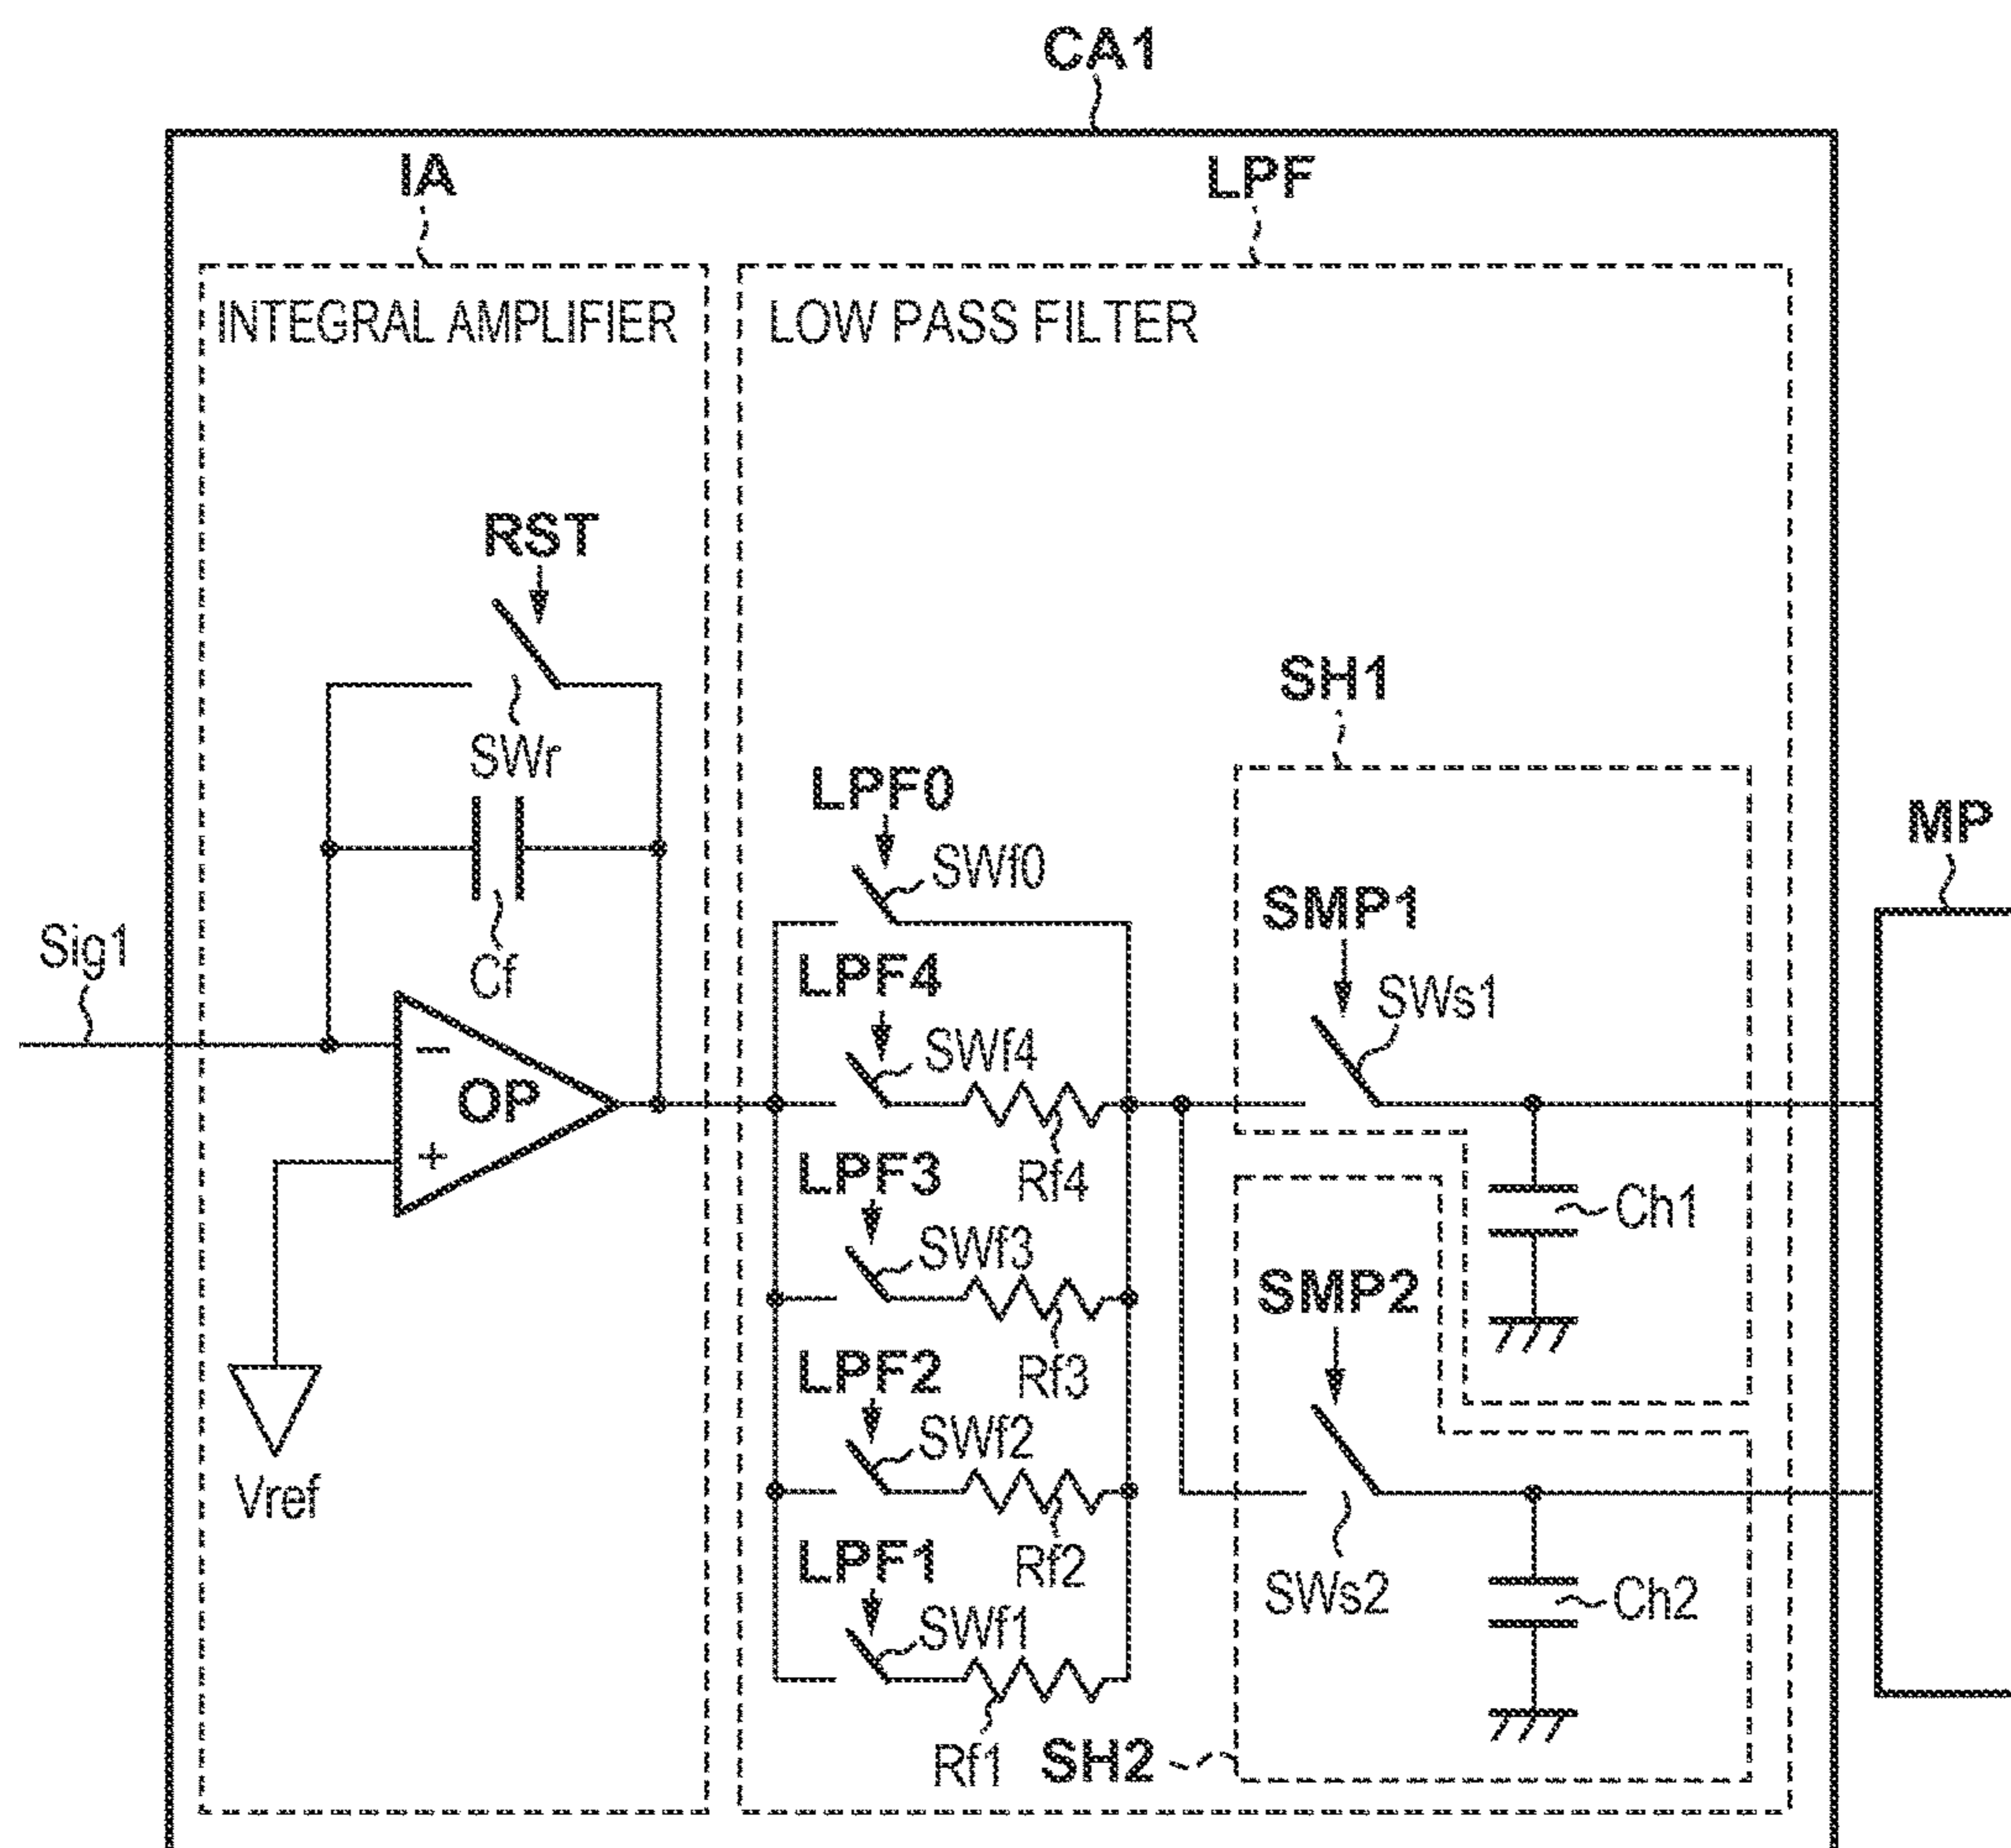 CA1
IA
LPF
INTEGRAL AMPLIFIER
LOW PASS FILTER
RST
SWr
Cf
Sig1
OP
−
+
Vref
LPF0
SWf0
LPF4
SWf4
Rf4
LPF3
SWf3
Rf3
LPF2
SWf2
Rf2
LPF1
SWf1
Rf1
SH1
SMP1
SWs1
Ch1
SMP2
SWs2
Ch2
SH2
MP